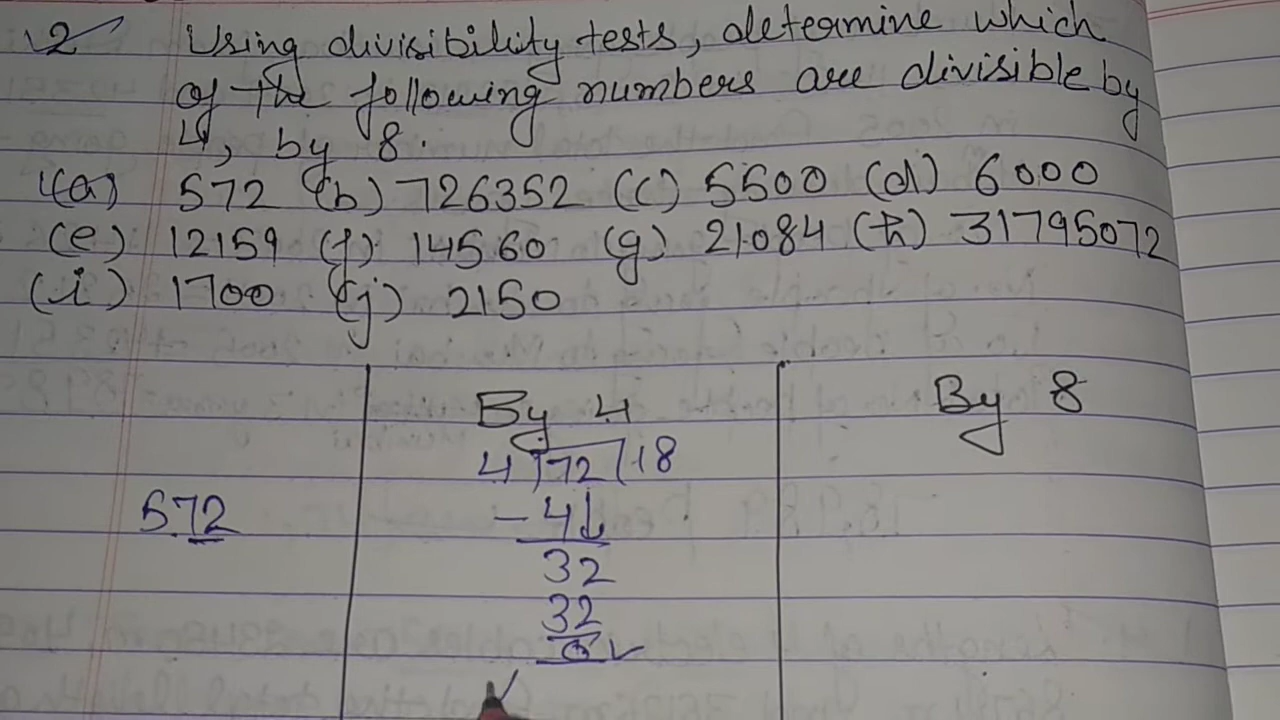 2 Using divisibility tests, determine which
of the following numbers are divisible by
4, by 8.
(a) 572 (b) 726352 (c) 5500 (d) 6000
(e) 12159 (f) 14560 (g) 21084 (h) 31795072
(i) 1700 (j) 2150
By 4 By 8
4)72(18
572 -4↓
32
32
0✓
✓